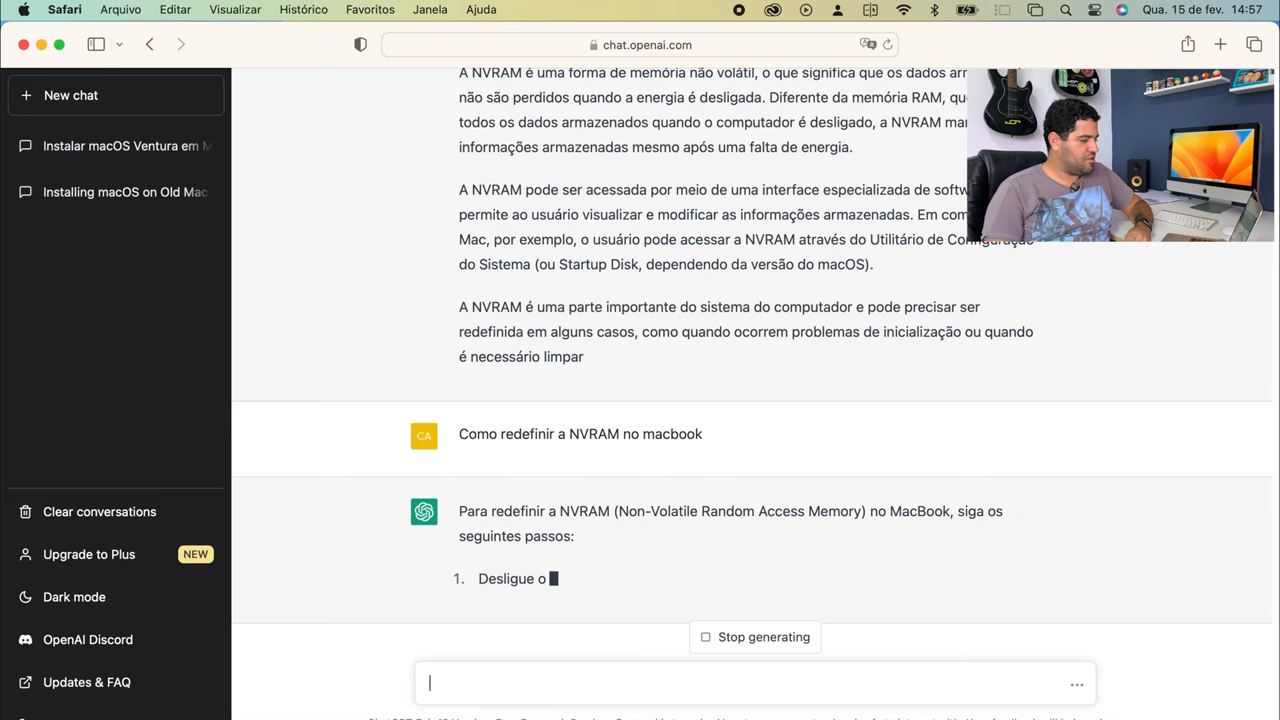 Safari Arquivo Editar Visualizar Histórico Favoritos Janela Ajuda Qua. 15 de fev. 14:57
chat.openai.com
New chat
Instalar macOS Ventura em M
Installing macOS on Old Mac
Clear conversations
Upgrade to Plus NEW
Dark mode
OpenAI Discord
Updates & FAQ
A NVRAM é uma forma de memória não volátil, o que significa que os dados arm
não são perdidos quando a energia é desligada. Diferente da memória RAM, que
todos os dados armazenados quando o computador é desligado, a NVRAM man
informações armazenadas mesmo após uma falta de energia.
A NVRAM pode ser acessada por meio de uma interface especializada de softw
permite ao usuário visualizar e modificar as informações armazenadas. Em com
Mac, por exemplo, o usuário pode acessar a NVRAM através do Utilitário de Configuração
do Sistema (ou Startup Disk, dependendo da versão do macOS).
A NVRAM é uma parte importante do sistema do computador e pode precisar ser
redefinida em alguns casos, como quando ocorrem problemas de inicialização ou quando
é necessário limpar
CA
Como redefinir a NVRAM no macbook
Para redefinir a NVRAM (Non-Volatile Random Access Memory) no MacBook, siga os
seguintes passos:
1. Desligue o
Stop generating